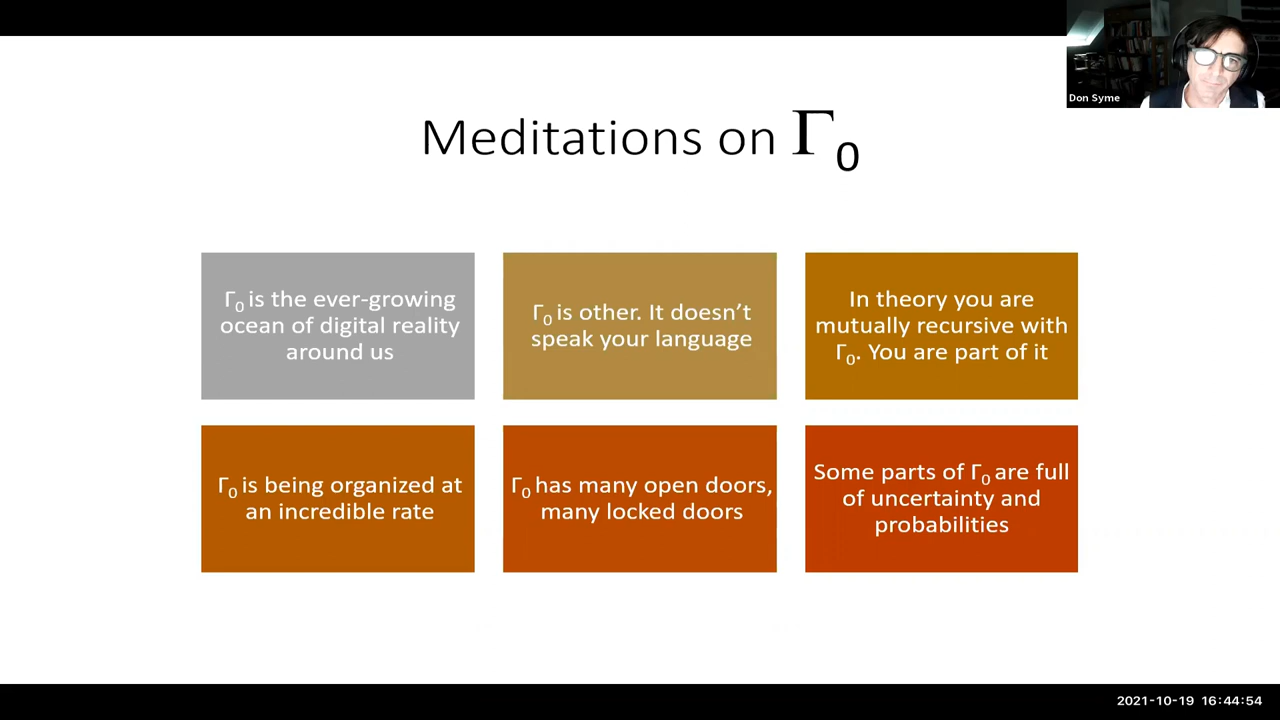 Don Syme
Meditations on Γ₀
Γ₀ is the ever-growing
ocean of digital reality
around us
Γ₀ is other. It doesn’t
speak your language
In theory you are
mutually recursive with
Γ₀. You are part of it
Γ₀ is being organized at
an incredible rate
Γ₀ has many open doors,
many locked doors
Some parts of Γ₀ are full
of uncertainty and
probabilities
2021-10-19 16:44:54